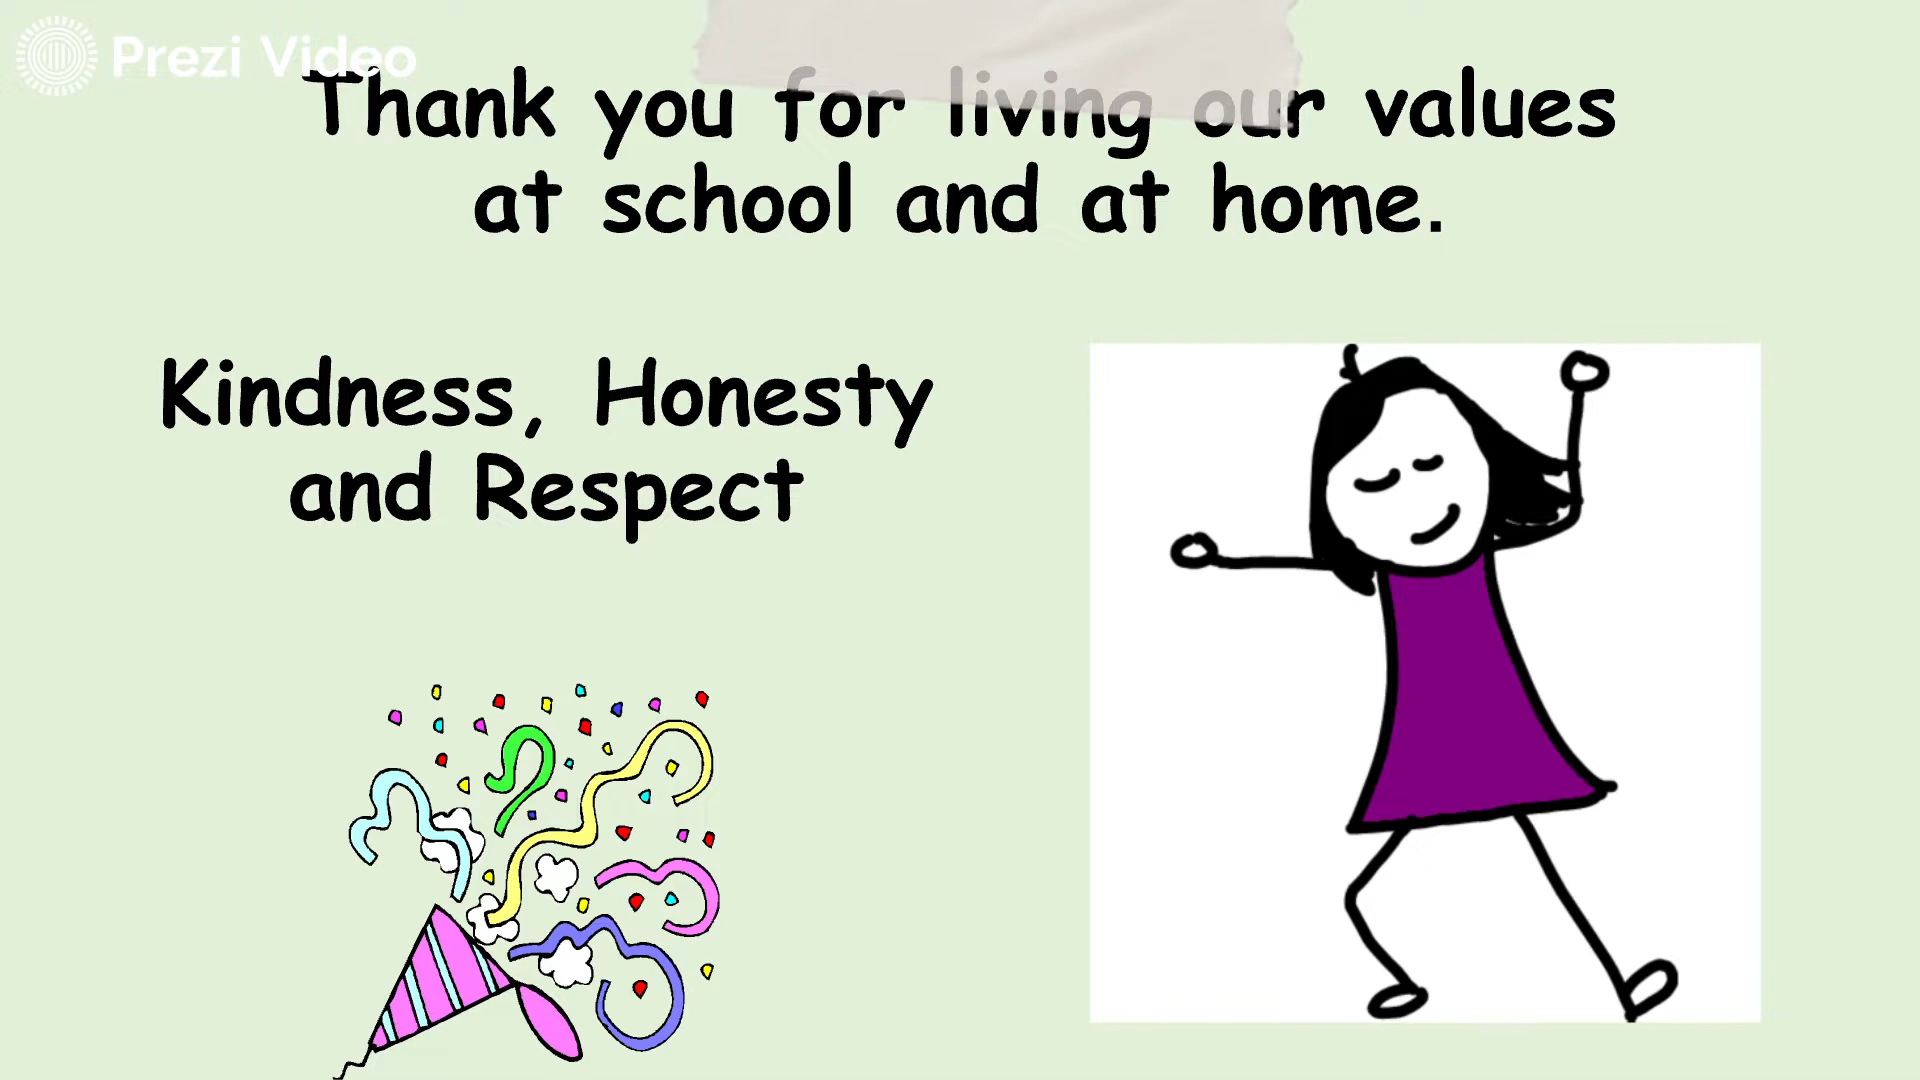 Prezi Video
Thank you for living our values
at school and at home.
Kindness, Honesty
and Respect